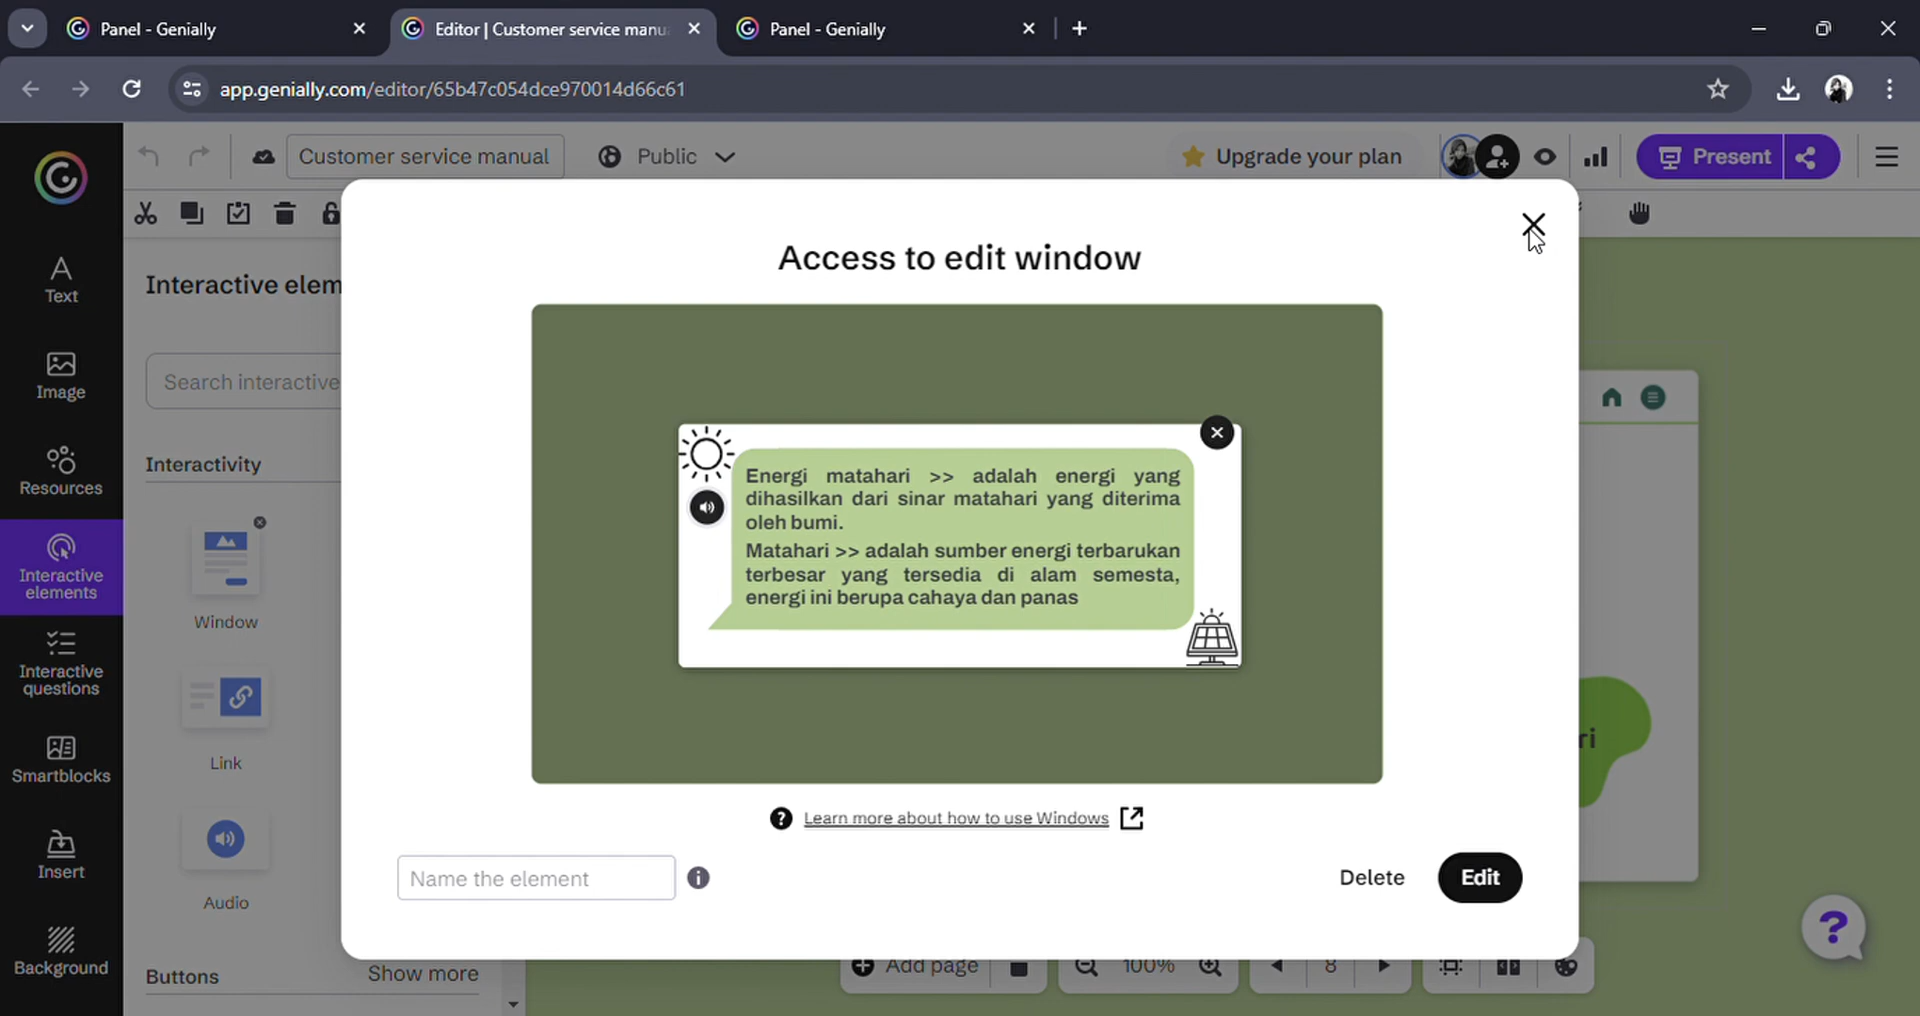 Panel - Genially
Editor | Customer service manu
Panel - Genially
app.genially.com/editor/65b47c054dce970014d66c61
Customer service manual
Public
Upgrade your plan
Present
Text
Image
Resources
Interactive
elements
Interactive
questions
Smartblocks
Insert
Background
Interactive elem
Search interactive
Interactivity
Window
Link
Audio
Buttons
Show more
Access to edit window
Energi matahari >> adalah energi yang
dihasilkan dari sinar matahari yang diterima
oleh bumi.
Matahari >> adalah sumber energi terbarukan
terbesar yang tersedia di alam semesta,
energi ini berupa cahaya dan panas
? Learn more about how to use Windows
Name the element
i
Delete
Edit
ri
?
Add page
100%
8